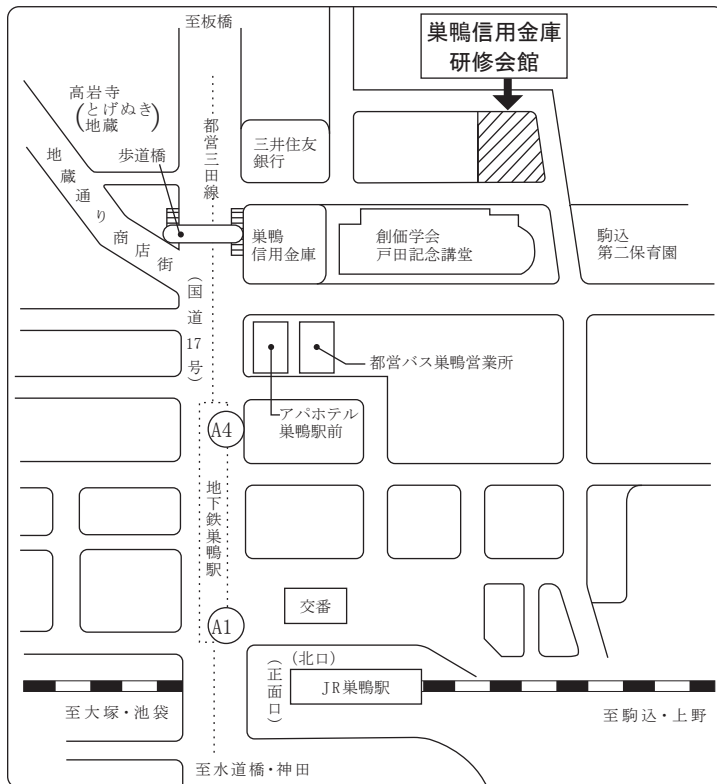 至板橋
巣鴨信用金庫
研修会館
高岩寺
(とげぬき
地蔵)
歩道橋
都営三田線
三井住友
銀行
地蔵通り商店街
巣鴨
信用金庫
創価学会
戸田記念講堂
駒込
第二保育園
(国道17号)
都営バス巣鴨営業所
アパホテル
巣鴨駅前
A4
地下鉄巣鴨駅
交番
A1
(北口)
(正面口)
JR巣鴨駅
至大塚・池袋
至駒込・上野
至水道橋・神田